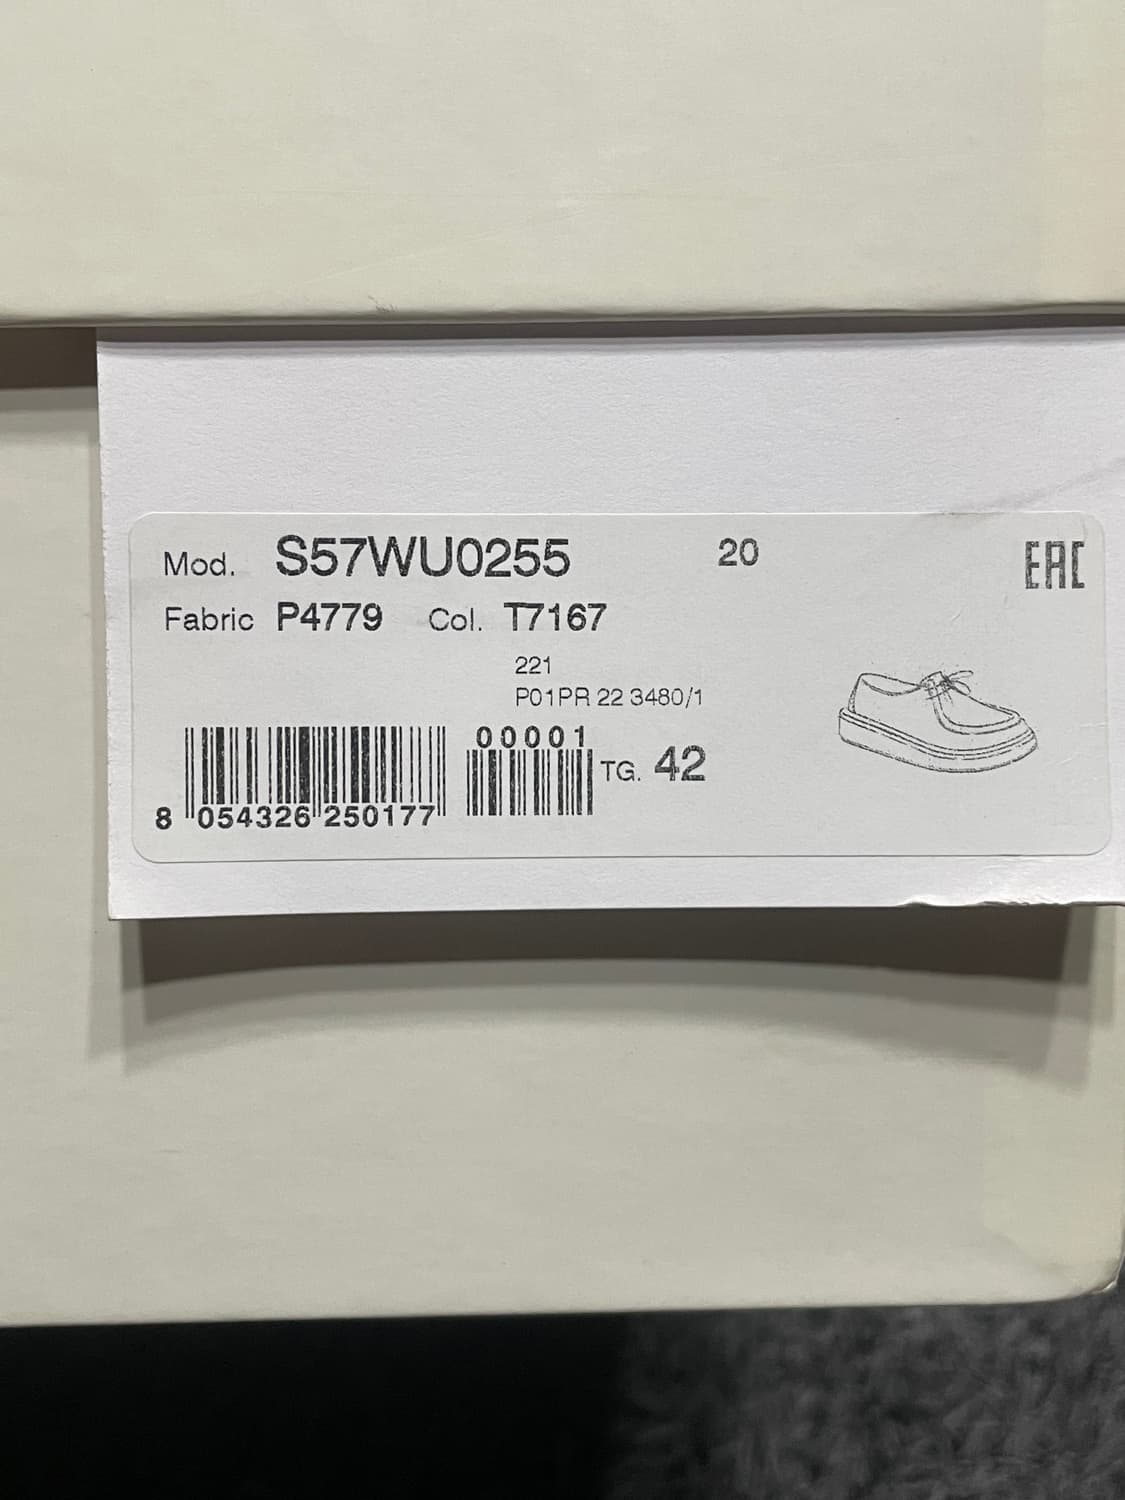 Mod. S57WU0255 20
EAC
Fabric P4779 Col. T7167
221
P01PR 22 3480/1
00001
TG. 42
8 054326 250177